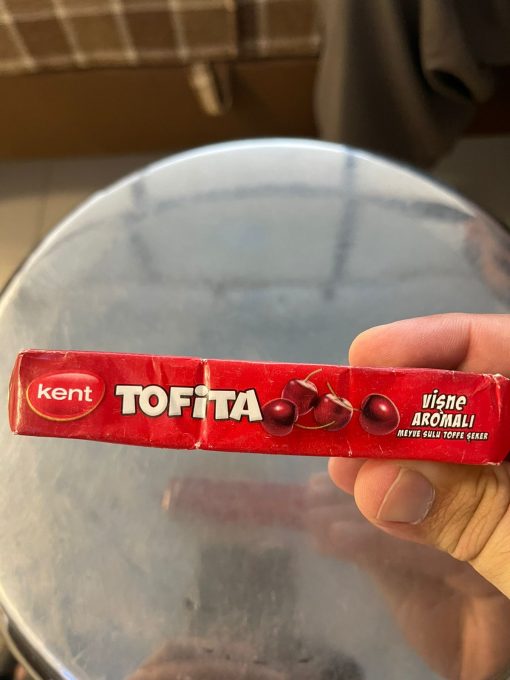 kent
TOFiTA
vişne
AROMALI
MEYVE SULU TOFFE ŞEKER